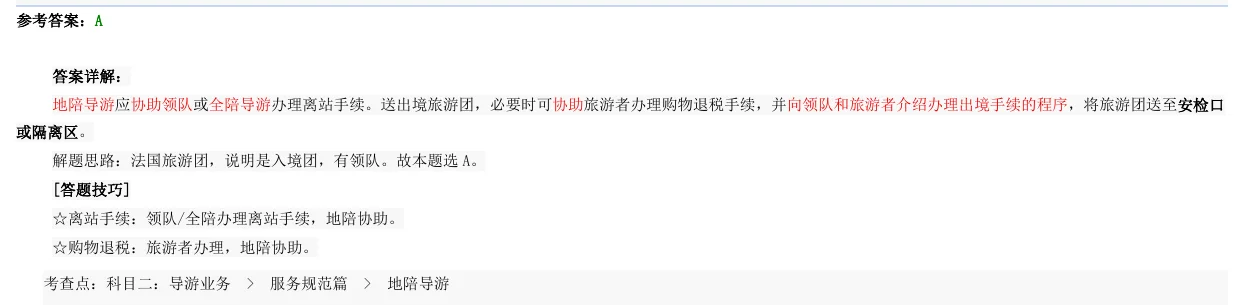 参考答案：A
答案详解：
地陪导游应协助领队或全陪导游办理离站手续。送出境旅游团，必要时可协助旅游者办理购物退税手续，并向领队和旅游者介绍办理出境手续的程序，将旅游团送至安检口
或隔离区。
解题思路：法国旅游团，说明是入境团，有领队。故本题选 A。
[答题技巧]
☆离站手续：领队/全陪办理离站手续，地陪协助。
☆购物退税：旅游者办理，地陪协助。
考查点：科目二：导游业务 > 服务规范篇 > 地陪导游